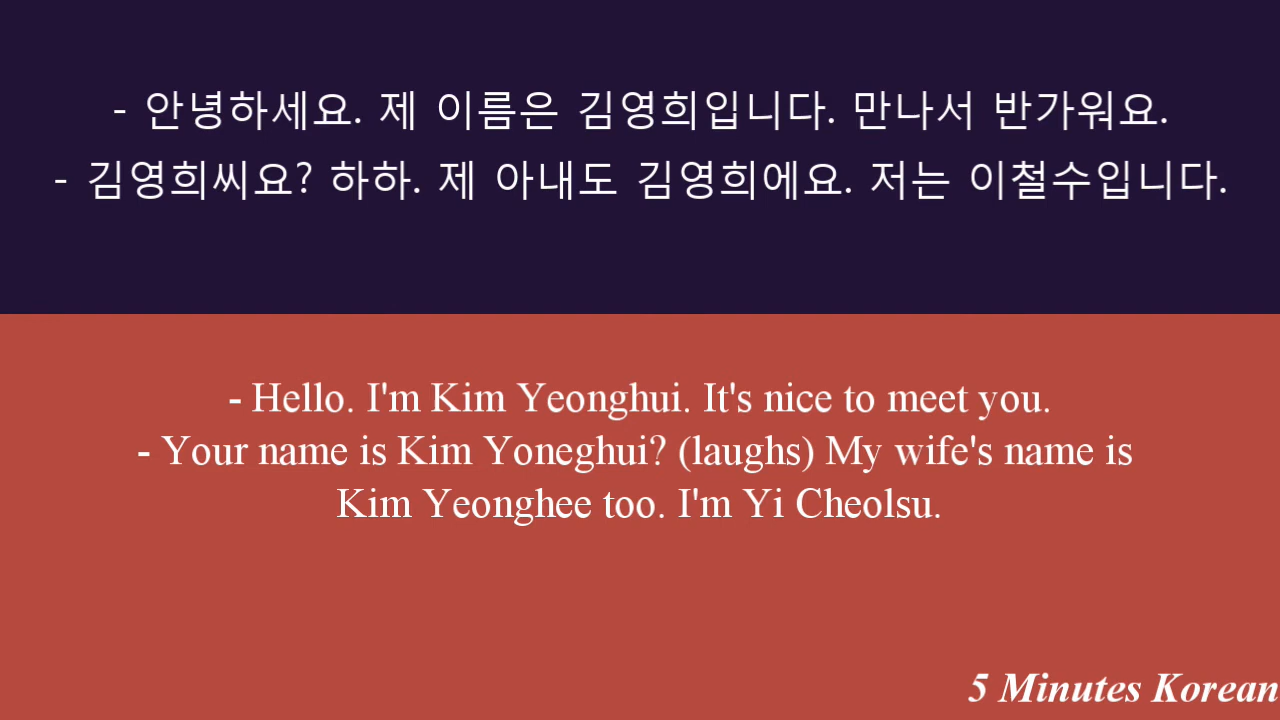 - 안녕하세요. 제 이름은 김영희입니다. 만나서 반가워요.
- 김영희씨요? 하하. 제 아내도 김영희에요. 저는 이철수입니다.
- Hello. I'm Kim Yeonghui. It's nice to meet you.
- Your name is Kim Yoneghui? (laughs) My wife's name is
Kim Yeonghee too. I'm Yi Cheolsu.
5 Minutes Korean